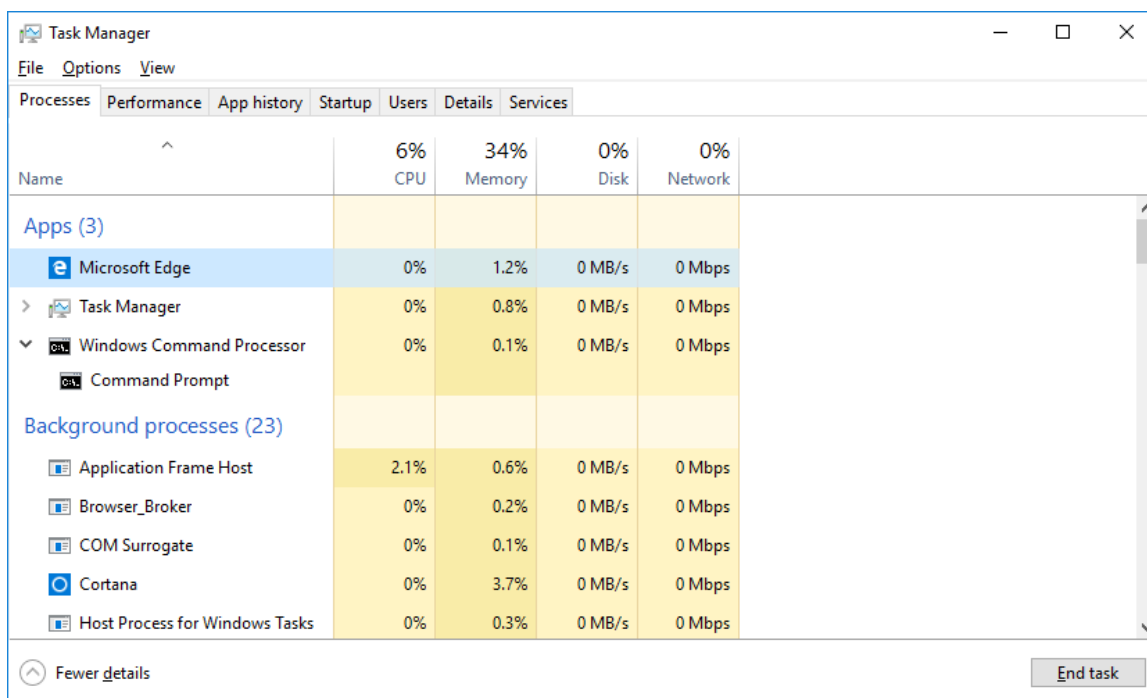 Task Manager
File Options View
Processes Performance App history Startup Users Details Services
6% 34% 0% 0%
Name CPU Memory Disk Network
Apps (3)
Microsoft Edge 0% 1.2% 0 MB/s 0 Mbps
Task Manager 0% 0.8% 0 MB/s 0 Mbps
Windows Command Processor 0% 0.1% 0 MB/s 0 Mbps
Command Prompt
Background processes (23)
Application Frame Host 2.1% 0.6% 0 MB/s 0 Mbps
Browser_Broker 0% 0.2% 0 MB/s 0 Mbps
COM Surrogate 0% 0.1% 0 MB/s 0 Mbps
Cortana 0% 3.7% 0 MB/s 0 Mbps
Host Process for Windows Tasks 0% 0.3% 0 MB/s 0 Mbps
Fewer details End task